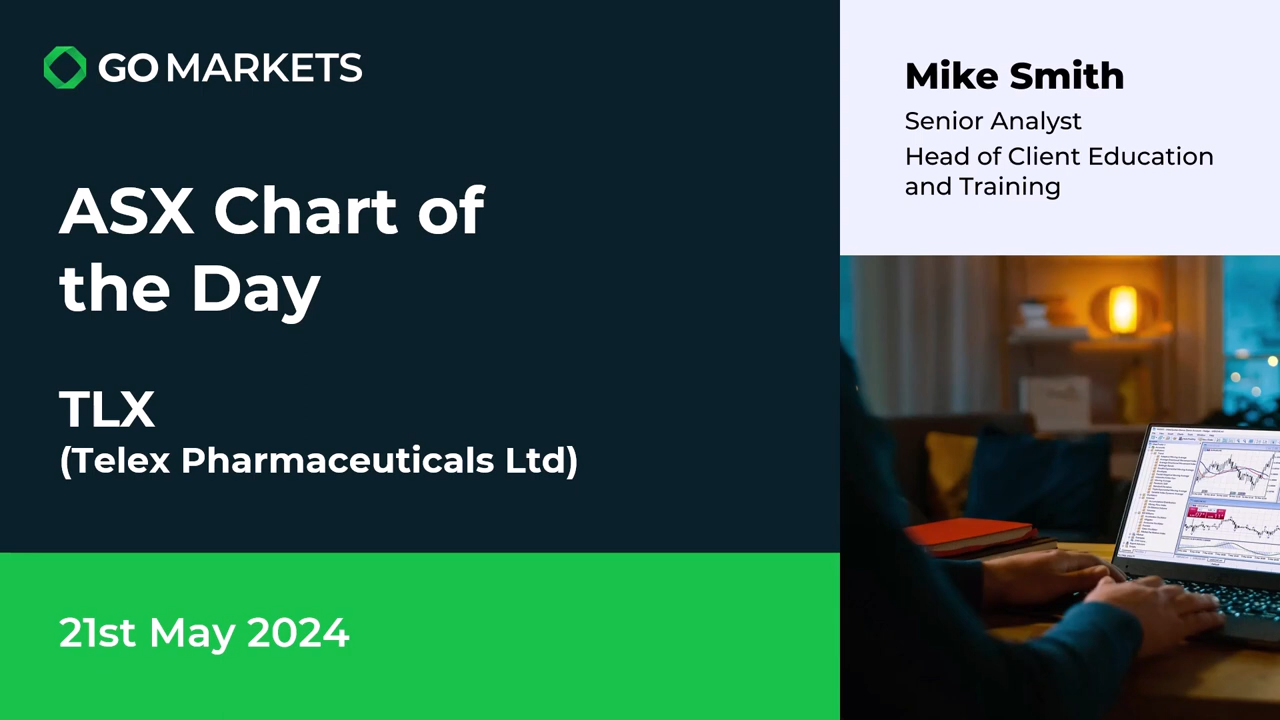 GO MARKETS
ASX Chart of
the Day
TLX
(Telex Pharmaceuticals Ltd)
21st May 2024
Mike Smith
Senior Analyst
Head of Client Education
and Training